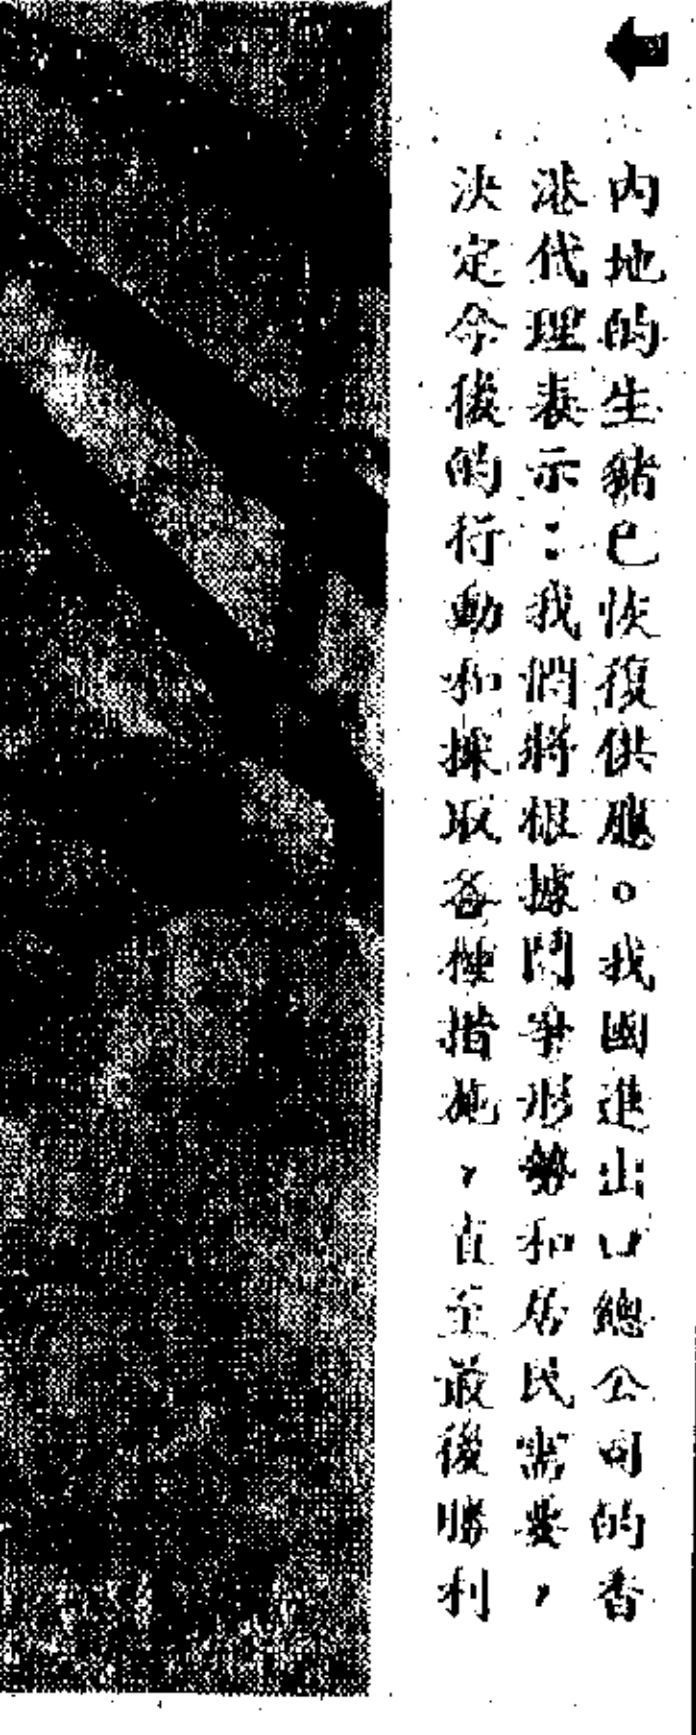 內地的生豬已恢復供應。我國進出口總公司的香
港代理表示：我們將根據鬥爭形勢和居民需要，
決定今後的行動和採取各種措施，直至最後勝利